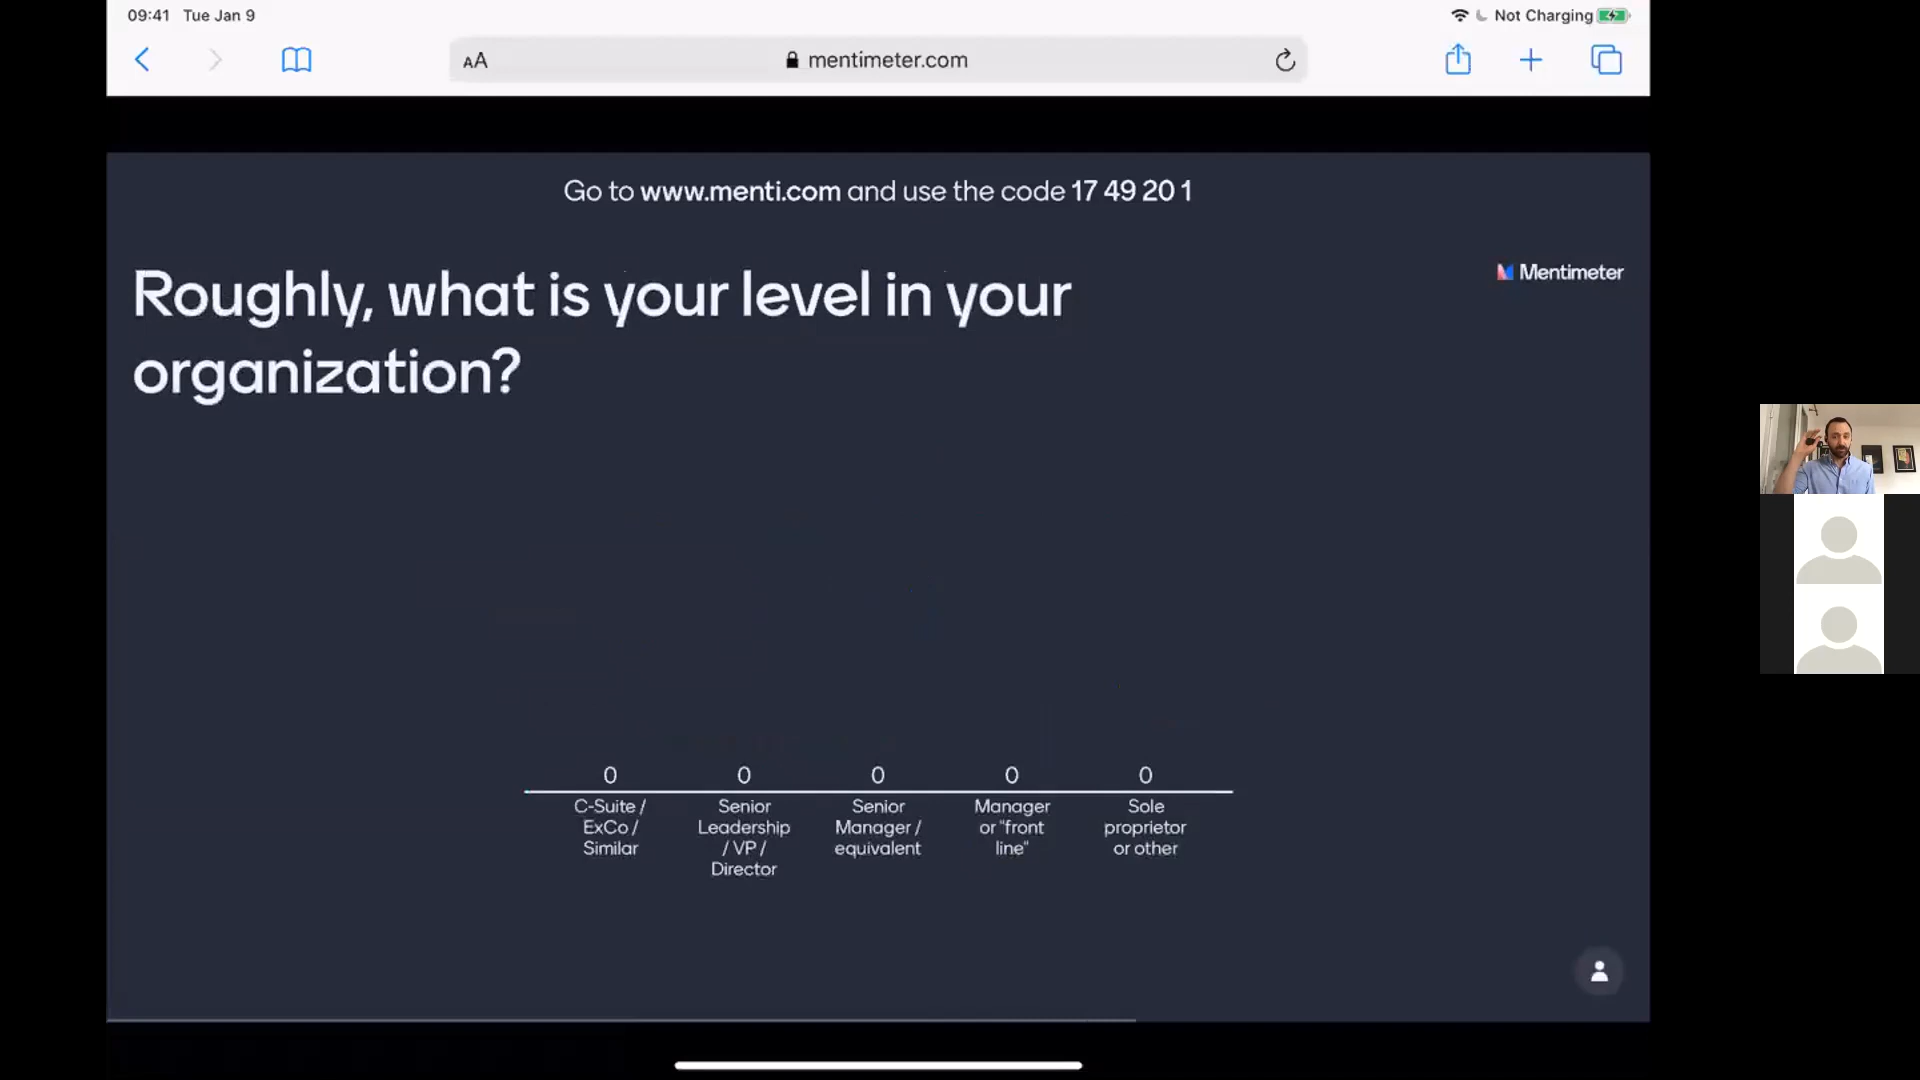 09:41 Tue Jan 9
Not Charging
AA
mentimeter.com
Go to www.menti.com and use the code 17 49 20 1
Mentimeter
Roughly, what is your level in your
organization?
0 0 0 0 0
C-Suite /
ExCo /
Similar
Senior
Leadership
/ VP /
Director
Senior
Manager /
equivalent
Manager
or "front
line"
Sole
proprietor
or other